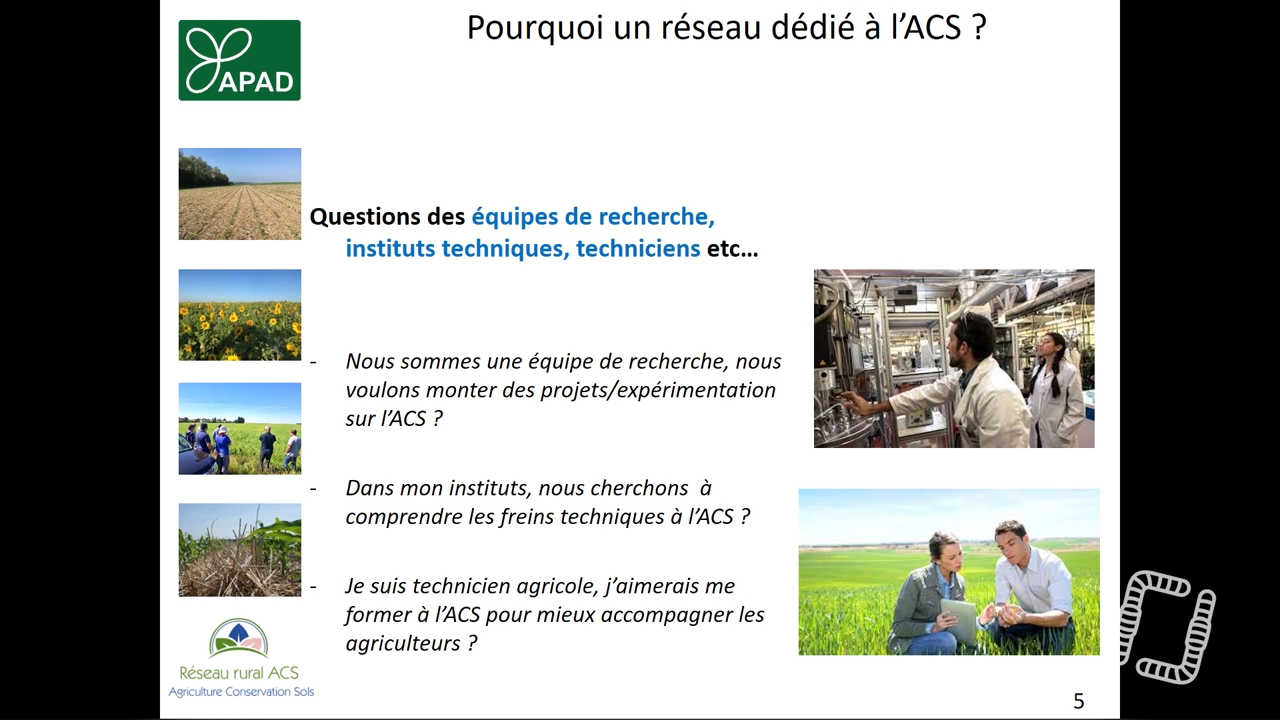 Pourquoi un réseau dédié à l'ACS ?
APAD
Questions des équipes de recherche,
instituts techniques, techniciens etc...
- Nous sommes une équipe de recherche, nous
voulons monter des projets/expérimentation
sur l'ACS ?
- Dans mon instituts, nous cherchons à
comprendre les freins techniques à l'ACS ?
- Je suis technicien agricole, j'aimerais me
former à l'ACS pour mieux accompagner les
agriculteurs ?
Réseau rural ACS
Agriculture Conservation Sols
5